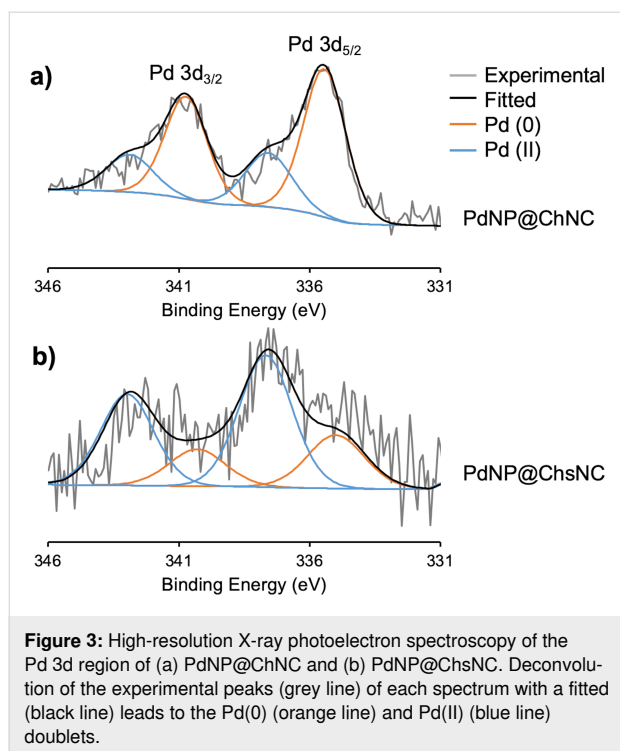 Pd 3d5/2
a)
Pd 3d3/2
Experimental
Fitted
Pd (0)
Pd (II)
PdNP@ChNC
346 341 336 331
Binding Energy (eV)
b)
PdNP@ChsNC
346 341 336 331
Binding Energy (eV)
Figure 3: High-resolution X-ray photoelectron spectroscopy of the
Pd 3d region of (a) PdNP@ChNC and (b) PdNP@ChsNC. Deconvolu-
tion of the experimental peaks (grey line) of each spectrum with a fitted
(black line) leads to the Pd(0) (orange line) and Pd(II) (blue line)
doublets.